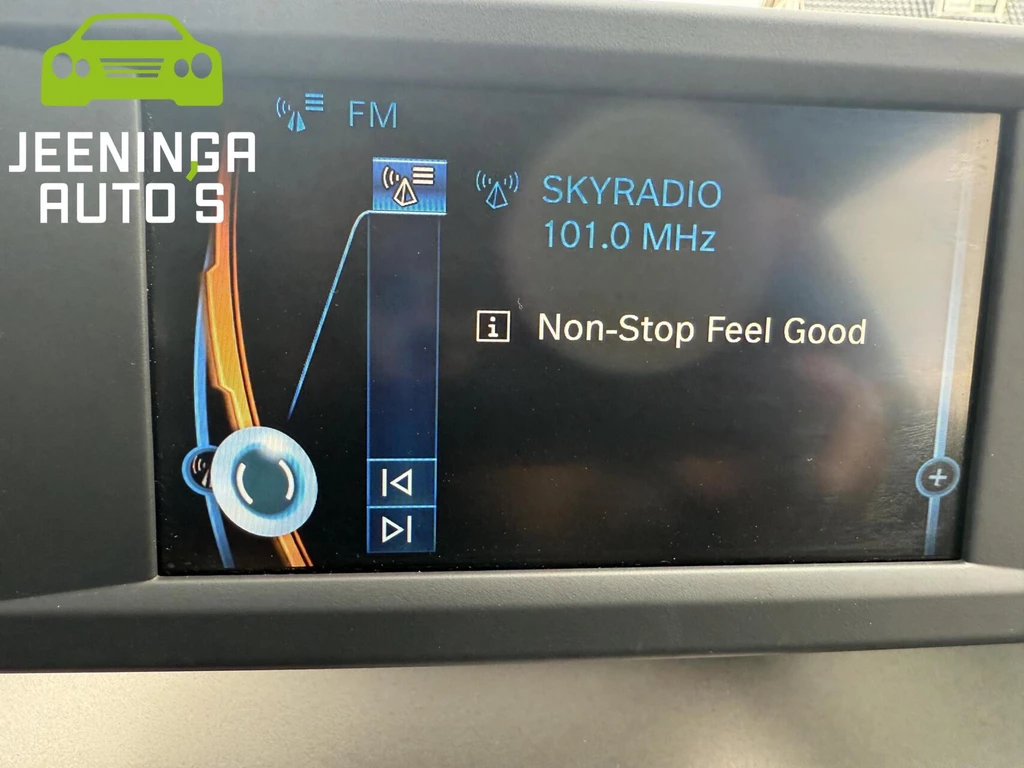 JEENINGA
AUTO'S
FM
SKYRADIO
101.0 MHz
i Non-Stop Feel Good